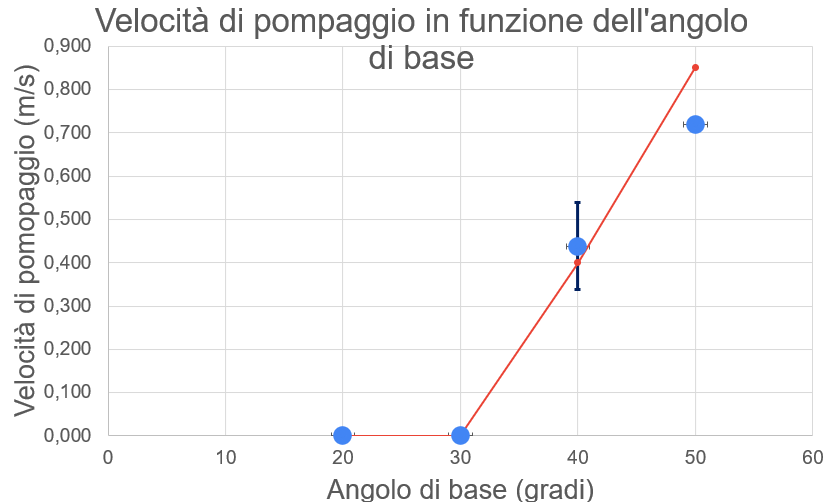 Velocità di pompaggio in funzione dell'angolo
di base
Velocità di pomopaggio (m/s)
0,900
0,800
0,700
0,600
0,500
0,400
0,300
0,200
0,100
0,000
0 10 20 30 40 50 60
Angolo di base (gradi)